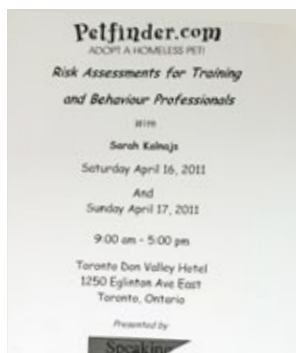 Petfinder.com
ADOPT A HOMELESS PET!
Risk Assessments for Training
and Behaviour Professionals
With
Sarah Kalnajs
Saturday April 16, 2011
And
Sunday April 17, 2011
9:00 am - 5:00 pm
Toronto Don Valley Hotel
1250 Eglinton Ave East
Toronto, Ontario
Presented by
Speaking